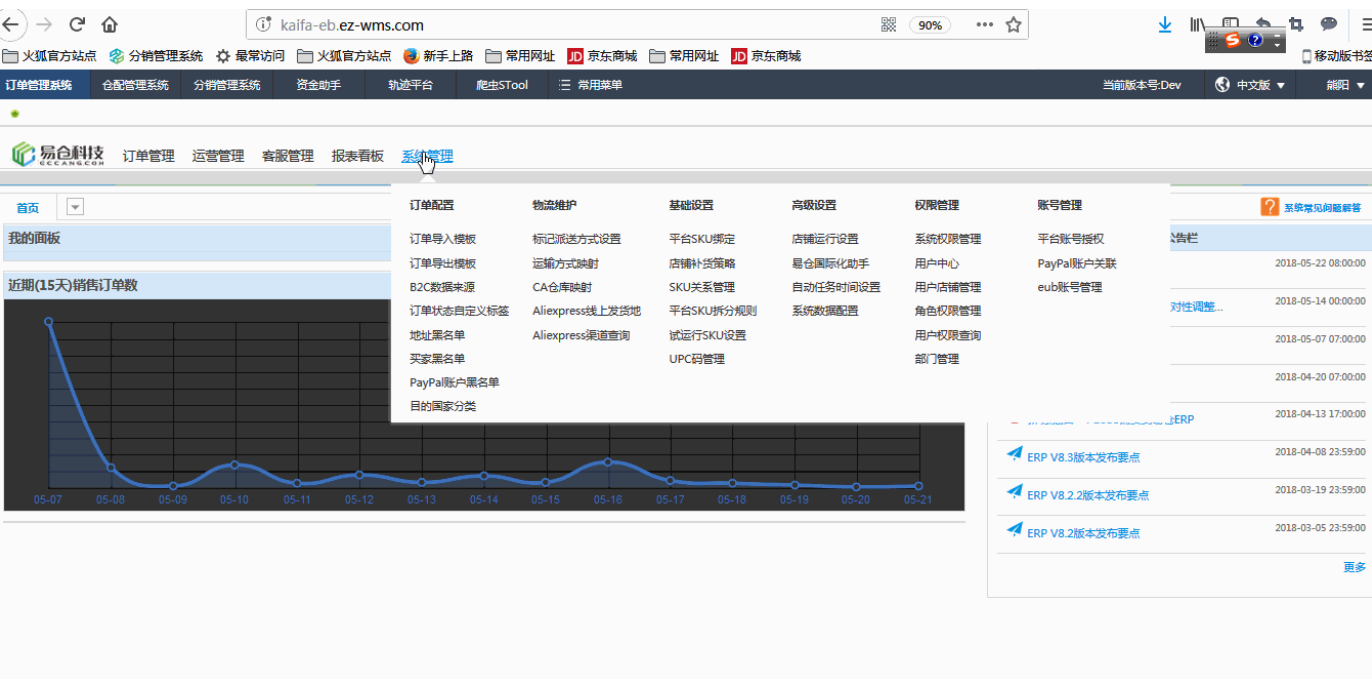 kaifa-eb.ez-wms.com 90%
火狐官方站点 分销管理系统 最常访问 火狐官方站点 新手上路 常用网址 JD 京东商城 常用网址 JD 京东商城 移动版书签
订单管理系统 仓配管理系统 分销管理系统 资金助手 轨迹平台 爬虫STool 常用菜单 当前版本号:Dev 中文版 熊阳
易仓科技 订单管理 运营管理 客服管理 报表看板 系统管理
ECCANG.COM
首页 系统常见问题解答
订单配置 物流维护 基础设置 高级设置 权限管理 账号管理
我的面板 公告栏
订单导入模板 标记派送方式设置 平台SKU绑定 店铺运行设置 系统权限管理 平台账号授权
订单导出模板 运输方式映射 店铺补货策略 易仓国际化助手 用户中心 PayPal账户关联 2018-05-22 08:00:00
近期(15天)销售订单数
B2C数据来源 CA仓库映射 SKU关系管理 自动任务时间设置 用户店铺管理 eub账号管理
订单状态自定义标签 Aliexpress线上发货地 平台SKU拆分规则 系统数据配置 角色权限管理 对性调整... 2018-05-14 00:00:00
地址黑名单 Aliexpress渠道查询 试运行SKU设置 用户权限查询 2018-05-07 07:00:00
买家黑名单 UPC码管理 部门管理
PayPal账户黑名单 2018-04-20 07:00:00
目的国家分类
ERP 2018-04-13 17:00:00
ERP V8.3版本发布要点 2018-04-08 23:59:00
ERP V8.2.2版本发布要点 2018-03-19 23:59:00
05-07 05-08 05-09 05-10 05-11 05-12 05-13 05-14 05-15 05-16 05-17 05-18 05-19 05-20 05-21
ERP V8.2版本发布要点 2018-03-05 23:59:00
更多